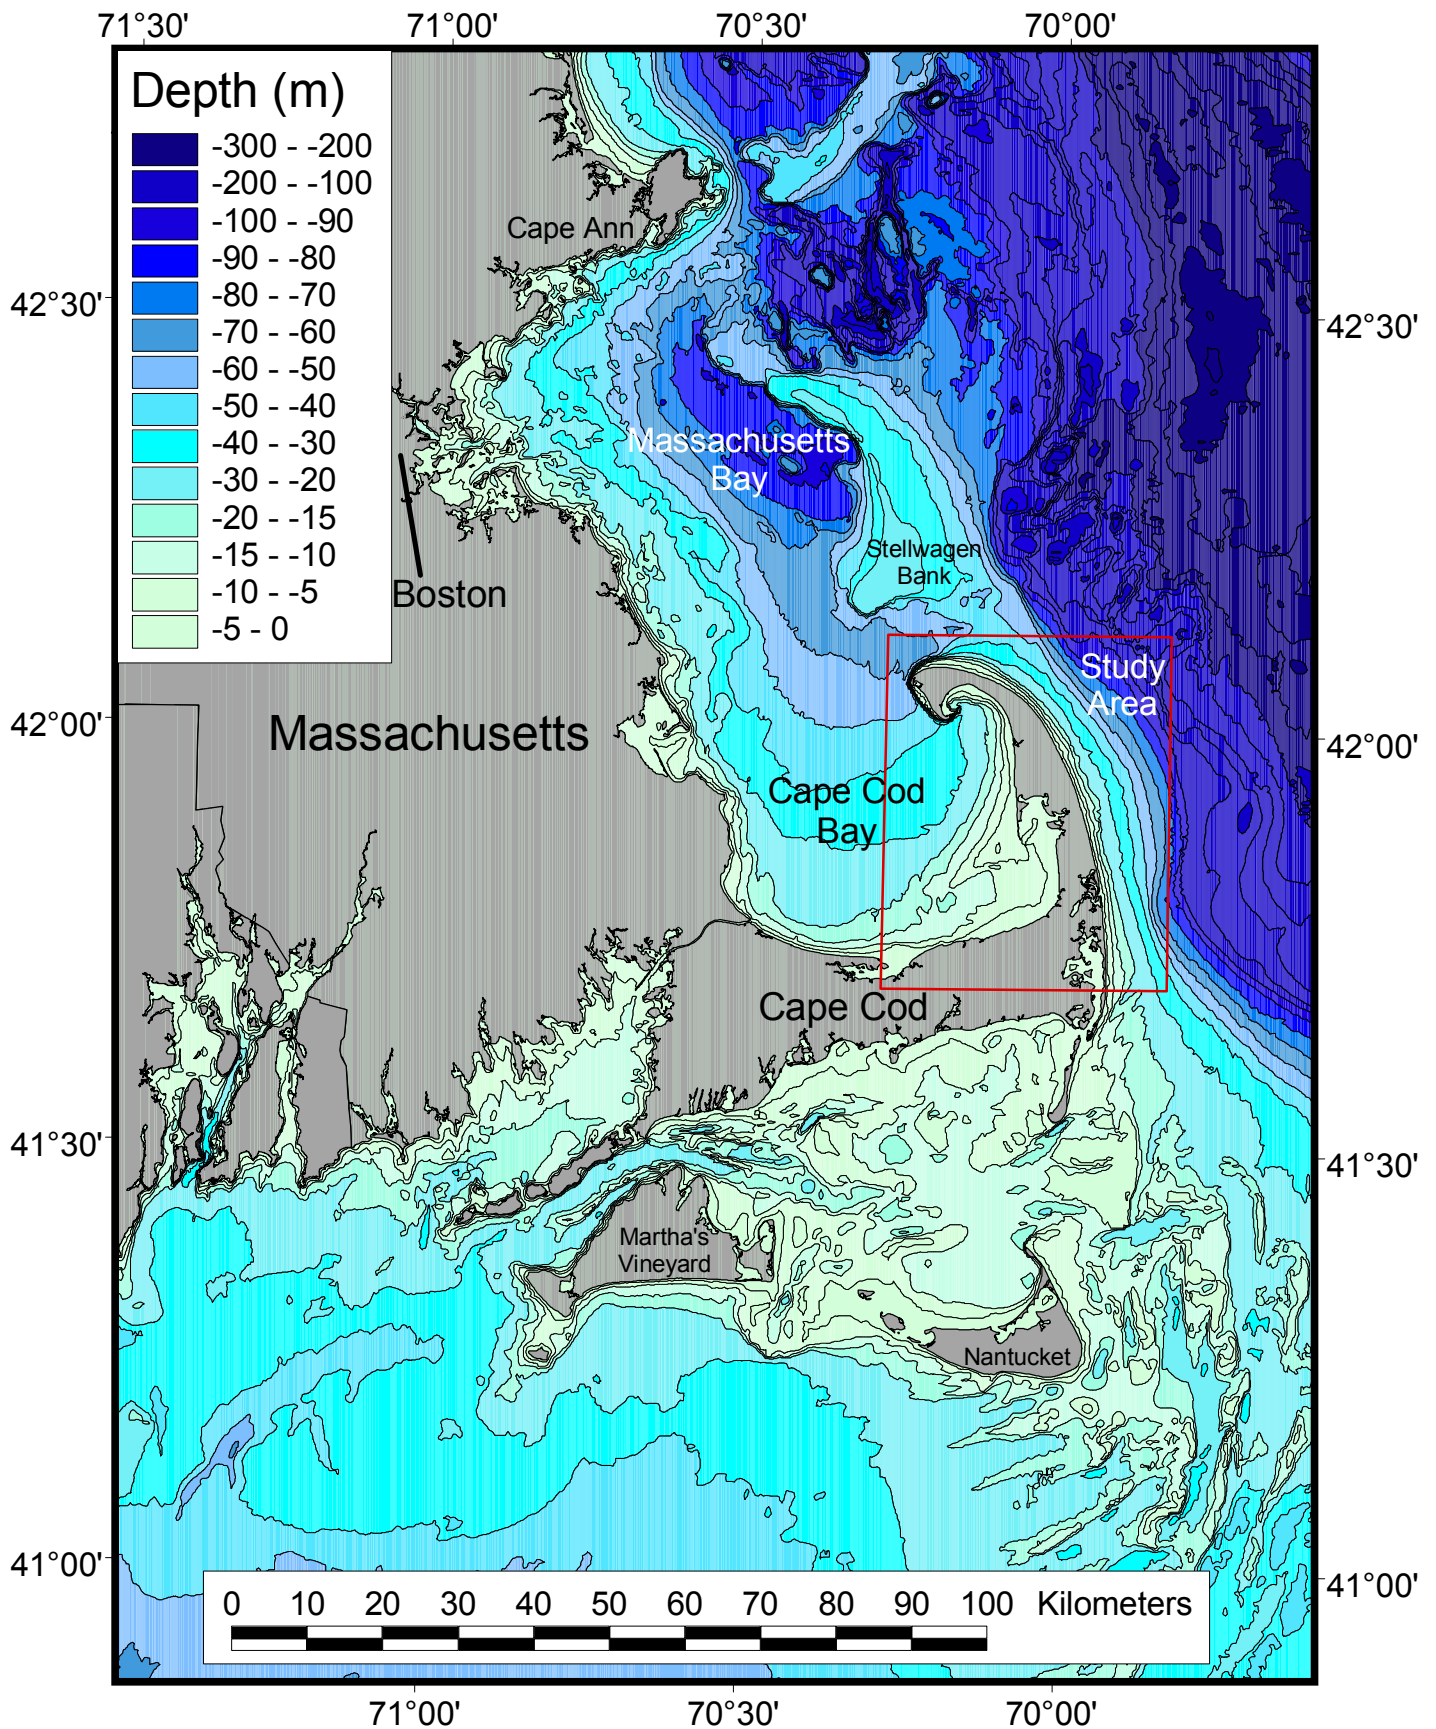 71°30'
71°00'
70°30'
70°00'
Depth (m)
-300 - -200
-200 - -100
-100 - -90
-90 - -80
-80 - -70
-70 - -60
-60 - -50
-50 - -40
-40 - -30
-30 - -20
-20 - -15
-15 - -10
-10 - -5
-5 - 0
Cape Ann
42°30'
42°30'
Massachusetts
Bay
Stellwagen
Bank
Boston
Study
Area
42°00'
Massachusetts
42°00'
Cape Cod
Bay
Cape Cod
41°30'
41°30'
Martha's
Vineyard
Nantucket
41°00'
41°00'
0 10 20 30 40 50 60 70 80 90 100 Kilometers
71°00'
70°30'
70°00'